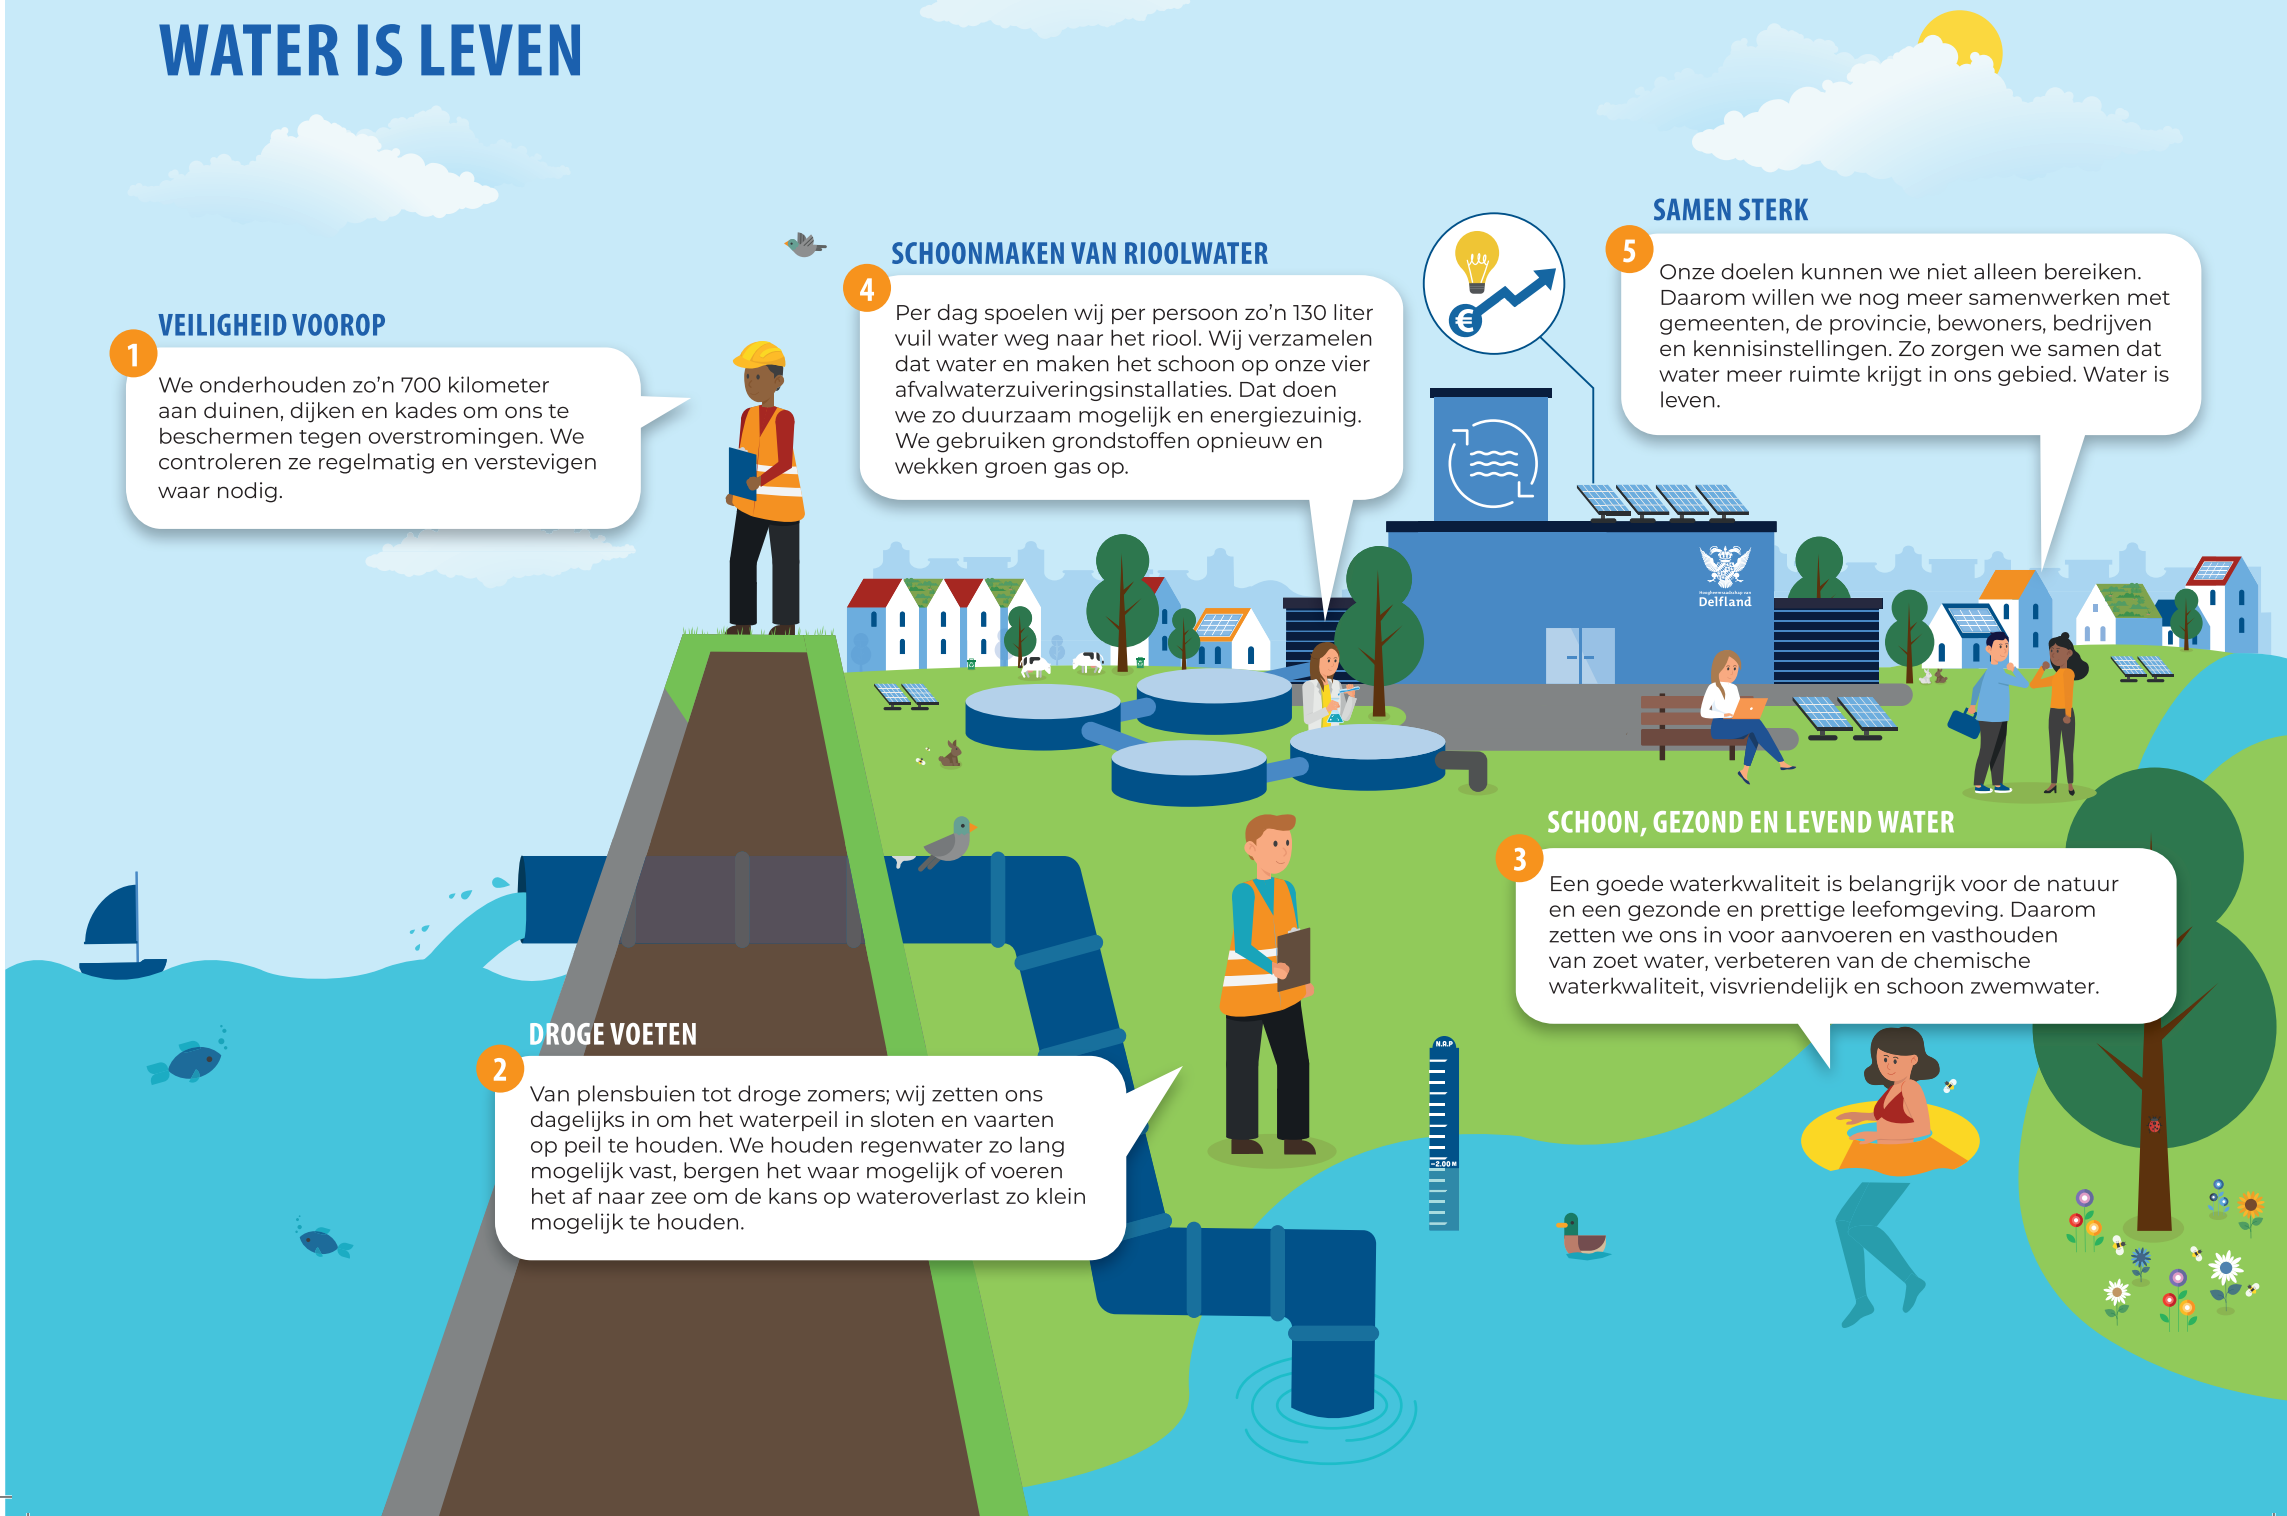 WATER IS LEVEN
VEILIGHEID VOOROP
1
We onderhouden zo’n 700 kilometer
aan duinen, dijken en kades om ons te
beschermen tegen overstromingen. We
controleren ze regelmatig en verstevigen
waar nodig.
DROGE VOETEN
2
Van plensbuien tot droge zomers; wij zetten ons
dagelijks in om het waterpeil in sloten en vaarten
op peil te houden. We houden regenwater zo lang
mogelijk vast, bergen het waar mogelijk of voeren
het af naar zee om de kans op wateroverlast zo klein
mogelijk te houden.
SCHOON, GEZOND EN LEVEND WATER
3
Een goede waterkwaliteit is belangrijk voor de natuur
en een gezonde en prettige leefomgeving. Daarom
zetten we ons in voor aanvoeren en vasthouden
van zoet water, verbeteren van de chemische
waterkwaliteit, visvriendelijk en schoon zwemwater.
SCHOONMAKEN VAN RIOOLWATER
4
Per dag spoelen wij per persoon zo’n 130 liter
vuil water weg naar het riool. Wij verzamelen
dat water en maken het schoon op onze vier
afvalwaterzuiveringsinstallaties. Dat doen
we zo duurzaam mogelijk en energiezuinig.
We gebruiken grondstoffen opnieuw en
wekken groen gas op.
SAMEN STERK
5
Onze doelen kunnen we niet alleen bereiken.
Daarom willen we nog meer samenwerken met
gemeenten, de provincie, bewoners, bedrijven
en kennisinstellingen. Zo zorgen we samen dat
water meer ruimte krijgt in ons gebied. Water is
leven.
€
Hoogheemraadschap van
Delfland
N.A.P
-2.00 M